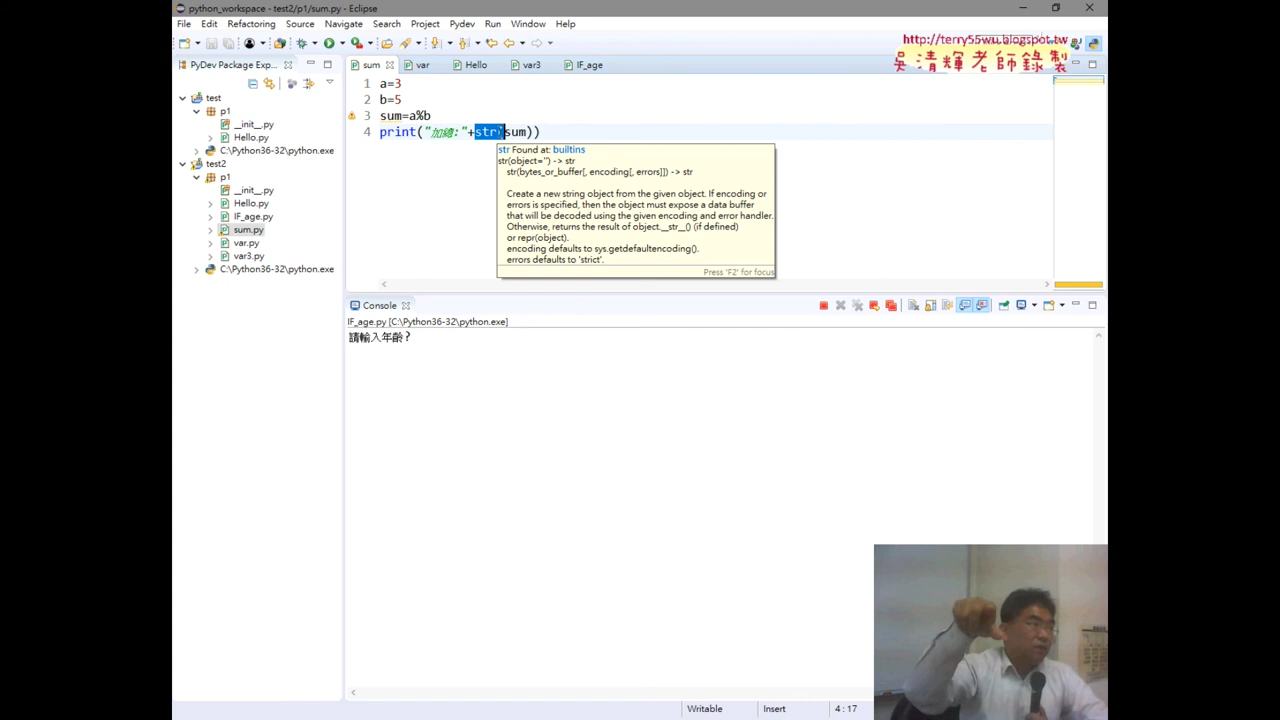 python_workspace - test2/p1/sum.py - Eclipse
File Edit Refactoring Source Navigate Search Project Pydev Run Window Help
http://terry55wu.blogspot.tw
吳清輝老師錄製
PyDev Package Exp...
sum var Hello var3 IF_age
test
p1
__init__.py
Hello.py
C:\Python36-32\python.exe
test2
p1
__init__.py
Hello.py
IF_age.py
sum.py
var.py
var3.py
C:\Python36-32\python.exe
1 a=3
2 b=5
3 sum=a%b
4 print("加總:"+str(sum))
str Found at: builtins
str(object='') -> str
str(bytes_or_buffer[, encoding[, errors]]) -> str
Create a new string object from the given object. If encoding or
errors is specified, then the object must expose a data buffer
that will be decoded using the given encoding and error handler.
Otherwise, returns the result of object.__str__() (if defined)
or repr(object).
encoding defaults to sys.getdefaultencoding().
errors defaults to 'strict'.
Press 'F2' for focus
Console
IF_age.py [C:\Python36-32\python.exe]
請輸入年齡?
Writable Insert 4 : 17